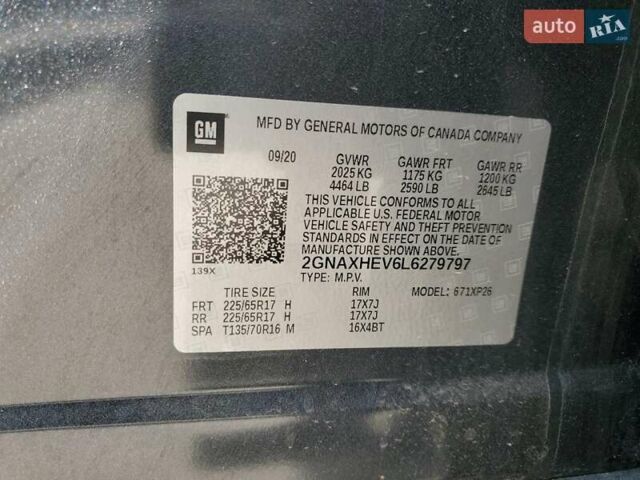 auto RIA
.com
GM
MFD BY GENERAL MOTORS OF CANADA COMPANY
09/20 GVWR GAWR FRT GAWR RR
2025 KG 1175 KG 1200 KG
4464 LB 2590 LB 2645 LB
THIS VEHICLE CONFORMS TO ALL
APPLICABLE U.S. FEDERAL MOTOR
VEHICLE SAFETY AND THEFT PREVENTION
STANDARDS IN EFFECT ON THE DATE OF
MANUFACTURE SHOWN ABOVE.
139X 2GNAXHEV6L6279797
TYPE: M.P.V.
TIRE SIZE RIM MODEL: 671XP26
FRT 225/65R17 H 17X7J
RR 225/65R17 H 17X7J
SPA T135/70R16 M 16X4BT